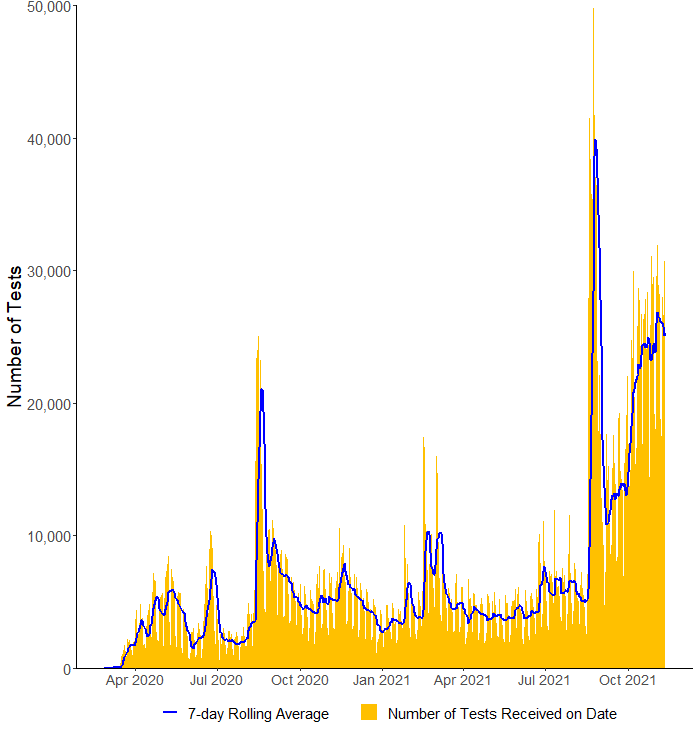 50,000
40,000
30,000
20,000
10,000
0
Number of Tests
Apr 2020 Jul 2020 Oct 2020 Jan 2021 Apr 2021 Jul 2021 Oct 2021
7-day Rolling Average Number of Tests Received on Date